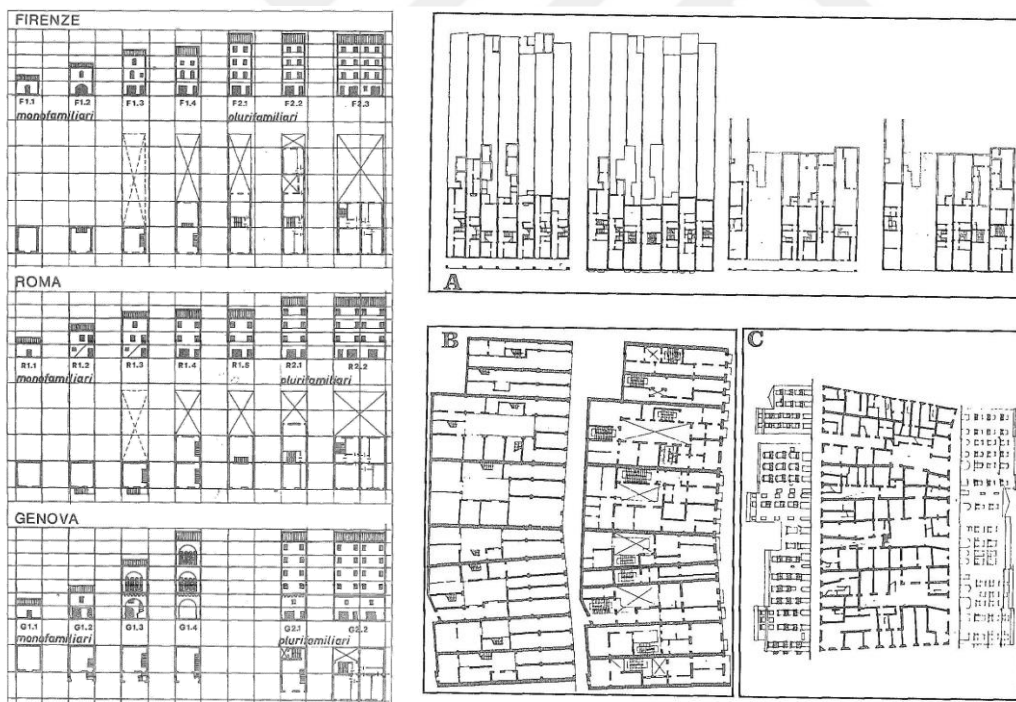 FIRENZE
F1.1 F1.2 F1.3 F1.4 F2.1 F2.2 F2.3
monofamiliari plurifamiliari
ROMA
R1.1 R1.2 R1.3 R1.4 R1.5 R2.1 R2.2
monofamiliari plurifamiliari
GENOVA
G1.1 G1.2 G1.3 G1.4 G2.1 G2.2
monofamiliari plurifamiliari
A
B
C